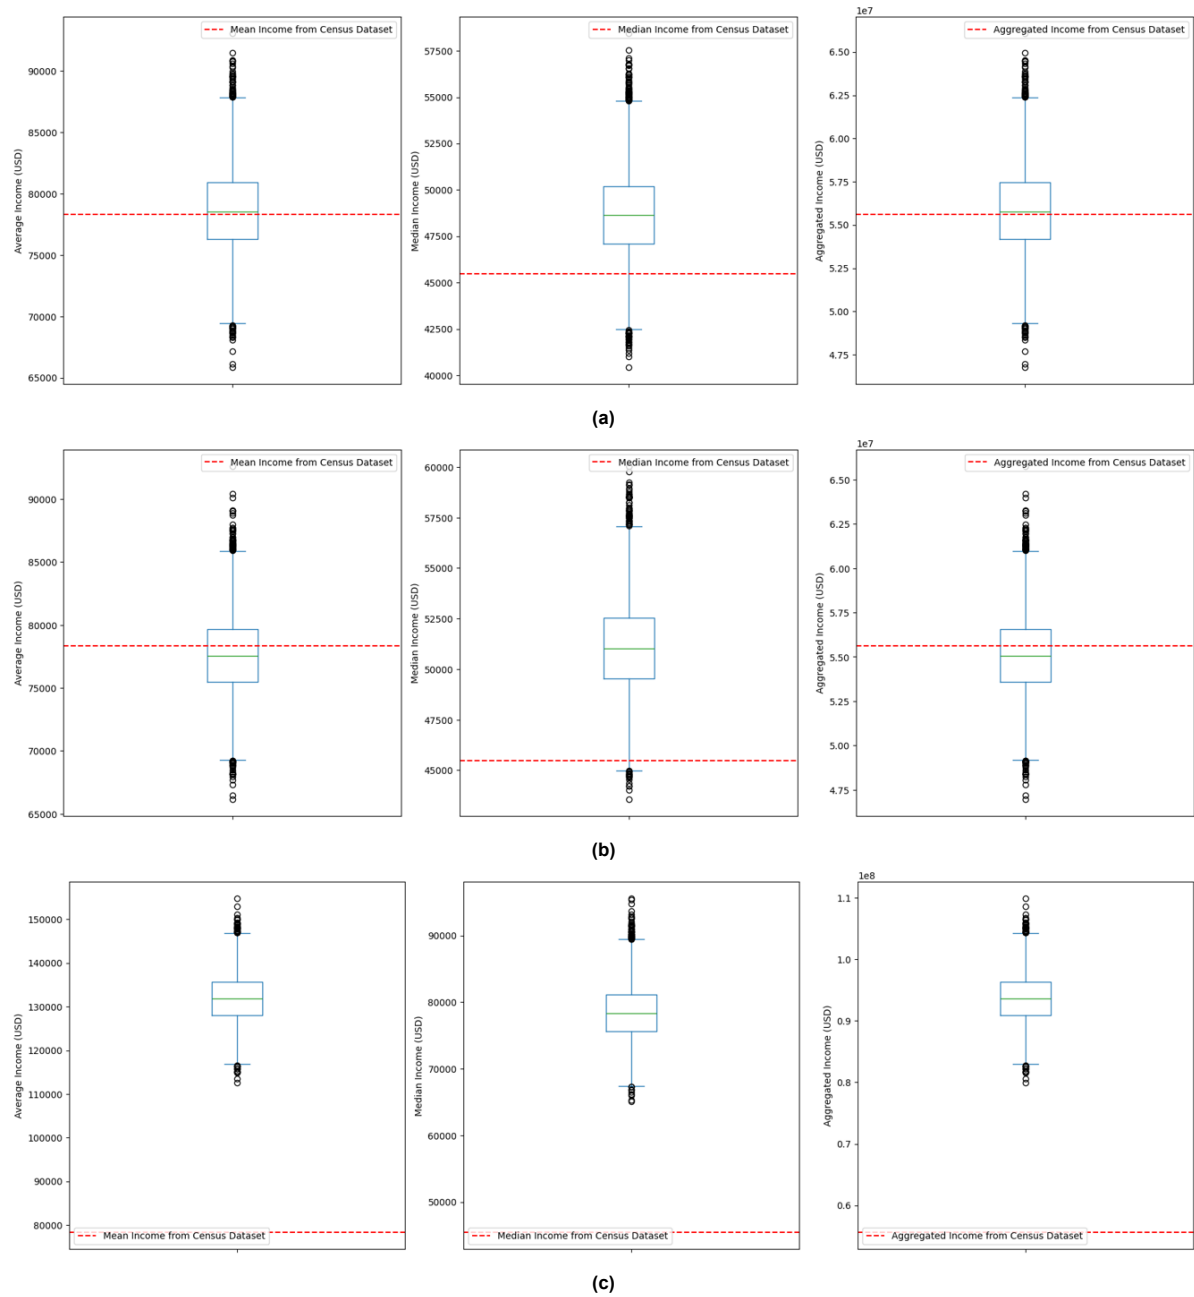 Mean Income from Census Dataset
90000
85000
80000
75000
70000
65000
Average Income (USD)
Median Income from Census Dataset
57500
55000
52500
50000
47500
45000
42500
40000
Median Income (USD)
1e7
Aggregated Income from Census Dataset
6.50
6.25
6.00
5.75
5.50
5.25
5.00
4.75
Aggregated Income (USD)
(a)
Mean Income from Census Dataset
90000
85000
80000
75000
70000
65000
Average Income (USD)
Median Income from Census Dataset
60000
57500
55000
52500
50000
47500
45000
Median Income (USD)
1e7
Aggregated Income from Census Dataset
6.50
6.25
6.00
5.75
5.50
5.25
5.00
4.75
Aggregated Income (USD)
(b)
150000
140000
130000
120000
110000
100000
90000
80000
Average Income (USD)
Mean Income from Census Dataset
90000
80000
70000
60000
50000
Median Income (USD)
Median Income from Census Dataset
1e8
1.1
1.0
0.9
0.8
0.7
0.6
Aggregated Income (USD)
Aggregated Income from Census Dataset
(c)